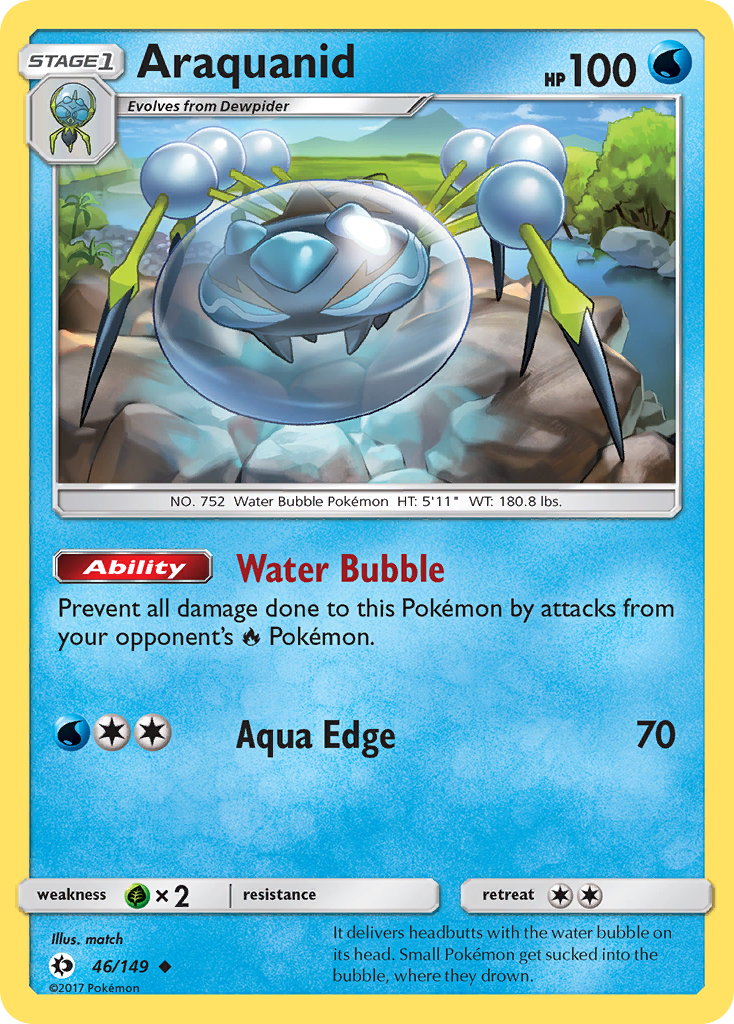 STAGE1
Araquanid
HP 100
Evolves from Dewpider
NO. 752 Water Bubble Pokémon HT: 5'11" WT: 180.8 lbs.
Ability Water Bubble
Prevent all damage done to this Pokémon by attacks from
your opponent's Pokémon.
Aqua Edge 70
weakness ×2 resistance retreat
Illus. match
46/149
©2017 Pokémon
It delivers headbutts with the water bubble on
its head. Small Pokémon get sucked into the
bubble, where they drown.